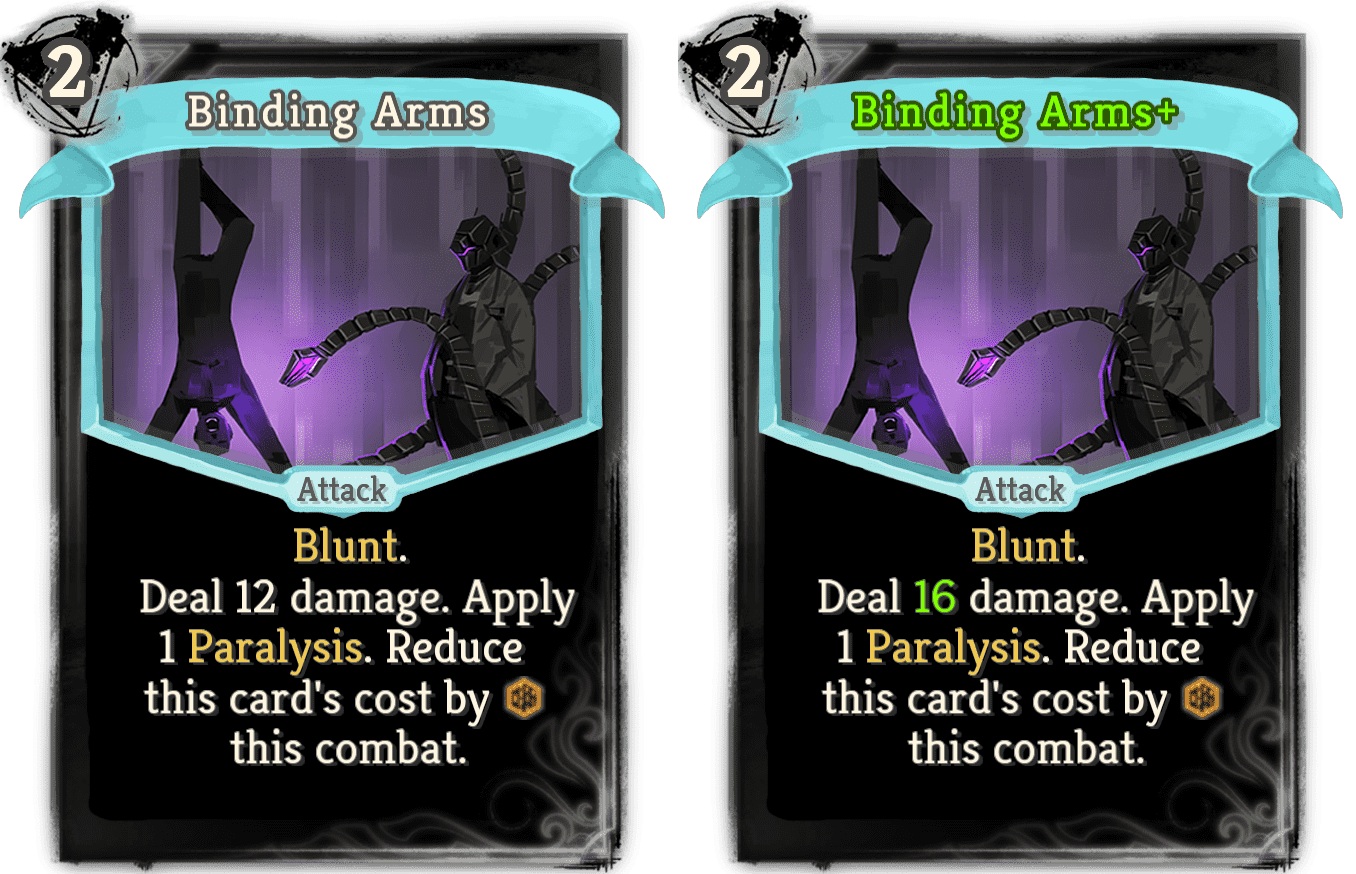 2
Binding Arms
Attack
Blunt.
Deal 12 damage. Apply
1 Paralysis. Reduce
this card's cost by
this combat.
2
Binding Arms+
Attack
Blunt.
Deal 16 damage. Apply
1 Paralysis. Reduce
this card's cost by
this combat.